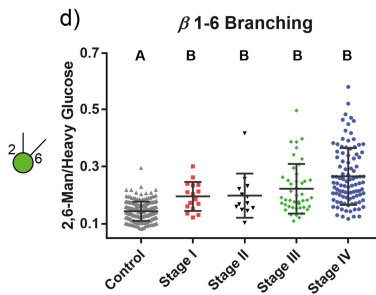 d)
β 1-6 Branching
2,6-Man/Heavy Glucose
0.7
0.5
0.3
0.1
A B B B B
2 6
Control Stage I Stage II Stage III Stage IV